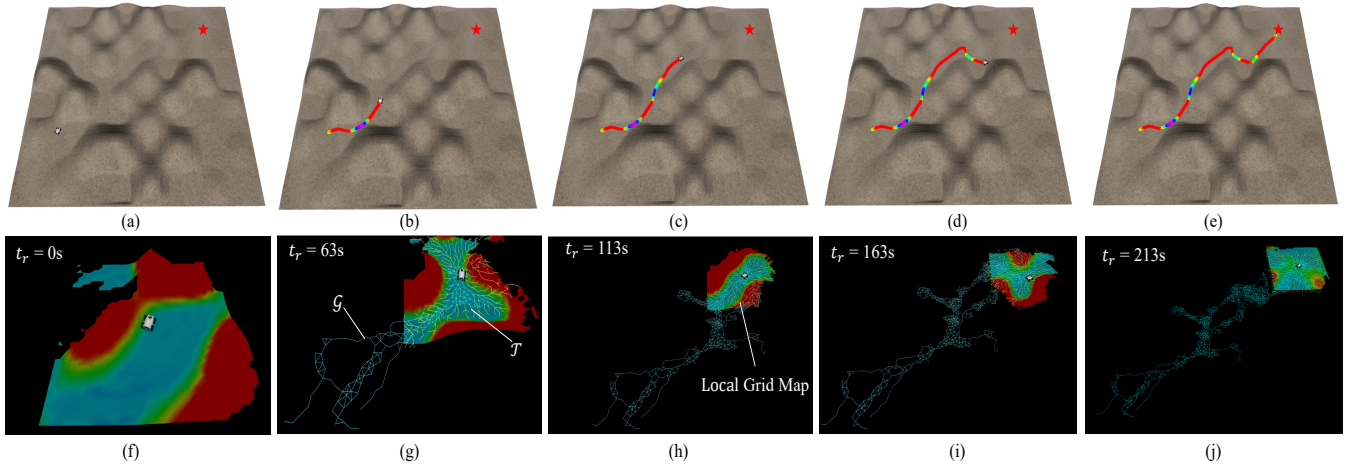 (a)
(b)
(c)
(d)
(e)
t_r = 0s
t_r = 63s
t_r = 113s
t_r = 163s
t_r = 213s
𝒢
𝒯
Local Grid Map
(f)
(g)
(h)
(i)
(j)